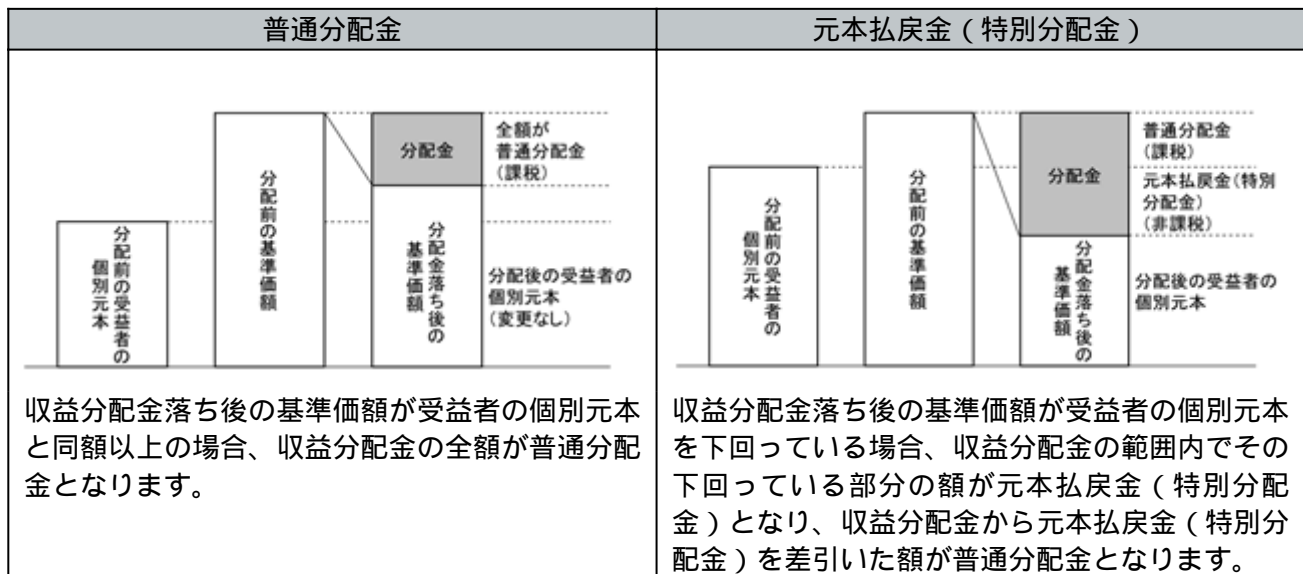 普通分配金
分配前の受益者の
個別元本
分配前の基準価額
分配金
分配金落ち後の
基準価額
全額が
普通分配金
(課税)
分配後の受益者の
個別元本
(変更なし)
収益分配金落ち後の基準価額が受益者の個別元本
と同額以上の場合、収益分配金の全額が普通分配
金となります。
元本払戻金(特別分配金)
分配前の受益者の
個別元本
分配前の基準価額
分配金
分配金落ち後の
基準価額
普通分配金
(課税)
元本払戻金(特別
分配金)
(非課税)
分配後の受益者の
個別元本
収益分配金落ち後の基準価額が受益者の個別元本
を下回っている場合、収益分配金の範囲内でその
下回っている部分の額が元本払戻金(特別分配
金)となり、収益分配金から元本払戻金(特別分
配金)を差引いた額が普通分配金となります。